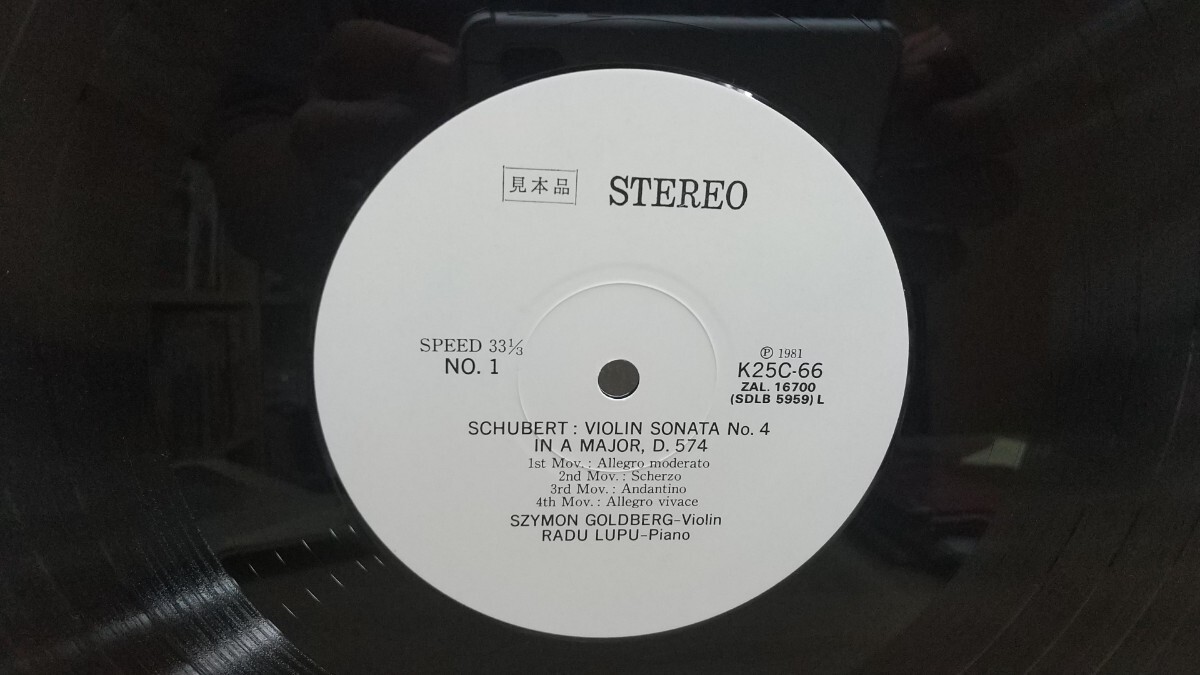 見本品 STEREO
SPEED 33⅓
NO. 1
Ⓟ 1981
K25C-66
ZAL. 16700
(SDLB 5959) L
SCHUBERT : VIOLIN SONATA No. 4
IN A MAJOR, D. 574
1st Mov. : Allegro moderato
2nd Mov. : Scherzo
3rd Mov. : Andantino
4th Mov. : Allegro vivace
SZYMON GOLDBERG-Violin
RADU LUPU-Piano